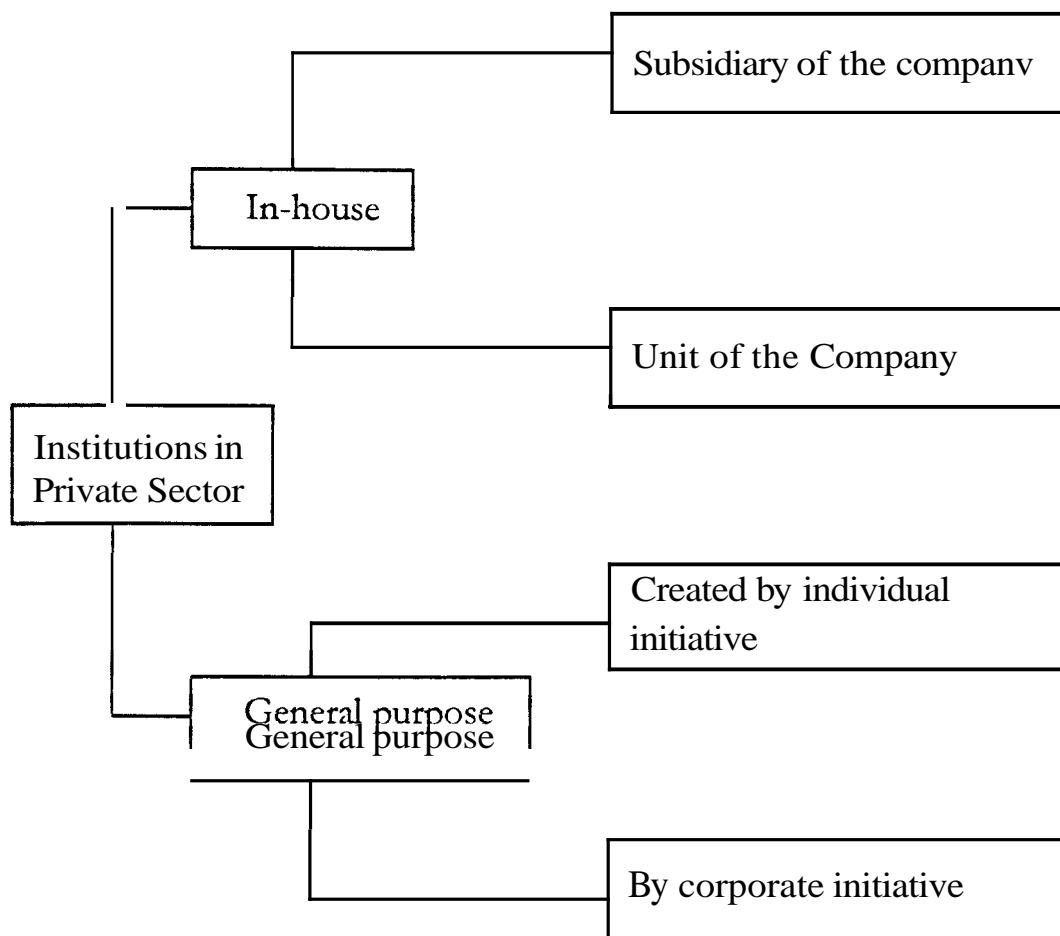 Subsidiary of the companv
In-house
Unit of the Company
Institutions in
Private Sector
Created by individual
initiative
General purpose
General purpose
By corporate initiative